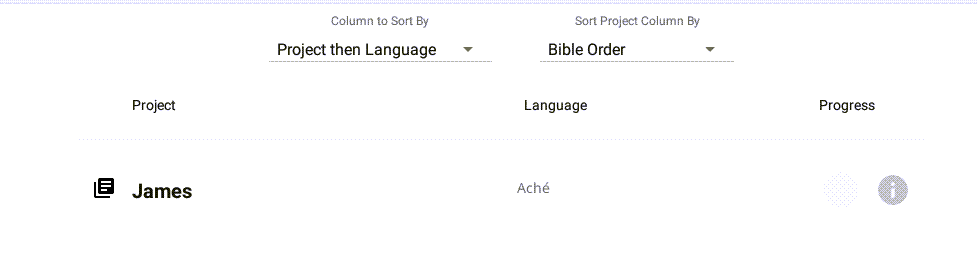 Column to Sort By Sort Project Column By
Project then Language Bible Order
Project Language Progress
James Aché